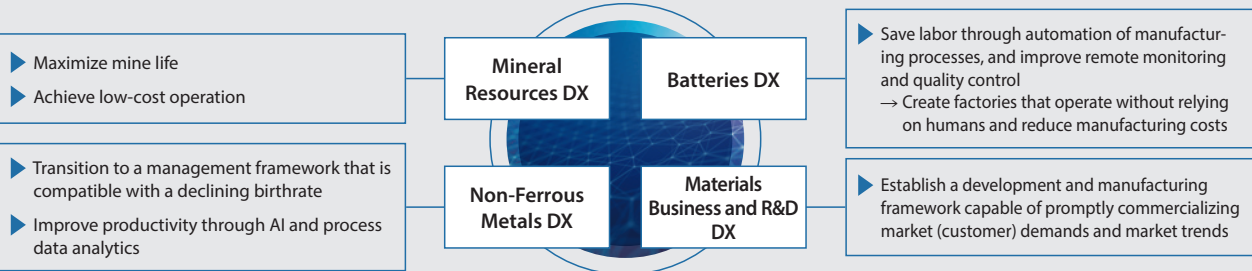 Maximize mine life
Achieve low-cost operation
Mineral
Resources DX
Batteries DX
Save labor through automation of manufactur-
ing processes, and improve remote monitoring
and quality control
→ Create factories that operate without relying
on humans and reduce manufacturing costs
Transition to a management framework that is
compatible with a declining birthrate
Improve productivity through AI and process
data analytics
Non-Ferrous
Metals DX
Materials
Business and R&D
DX
Establish a development and manufacturing
framework capable of promptly commercializing
market (customer) demands and market trends